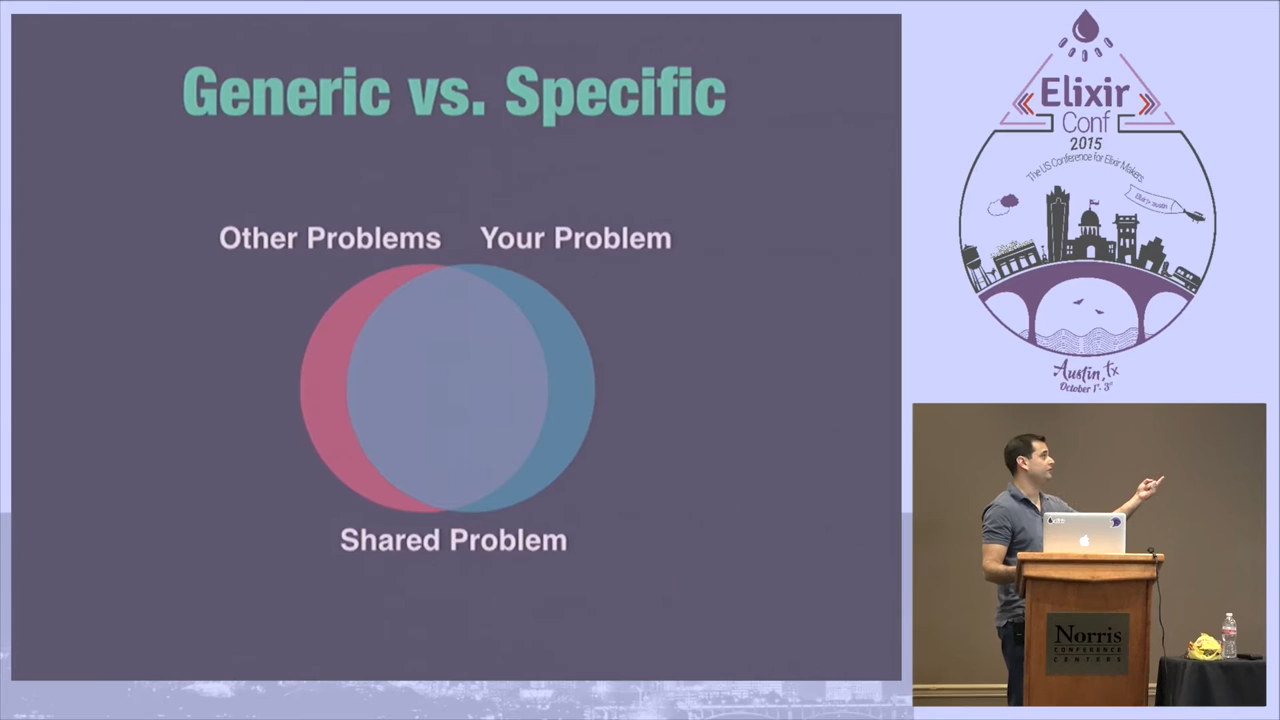 Generic vs. Specific
Other Problems
Your Problem
Shared Problem
Elixir
Conf
2015
The US Conference for Elixir Makers
Austin, TX
October 1st - 3rd
Norris
CONFERENCE
CENTERS